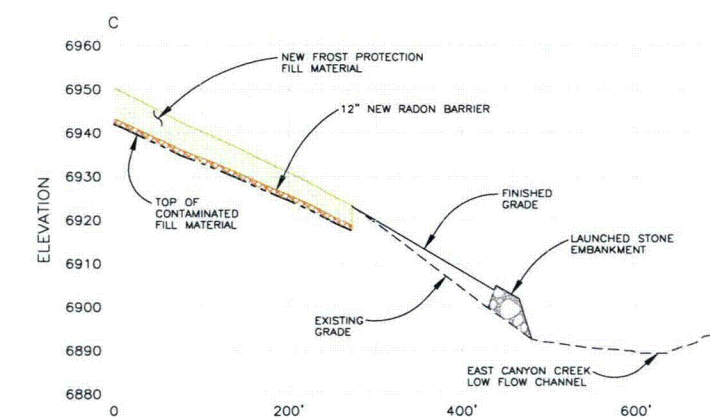 C
6960
6950
6940
6930
6920
6910
6900
6890
6880
ELEVATION
NEW FROST PROTECTION
FILL MATERIAL
12" NEW RADON BARRIER
TOP OF
CONTAMINATED
FILL MATERIAL
FINISHED
GRADE
LAUNCHED STONE
EMBANKMENT
EXISTING
GRADE
EAST CANYON CREEK
LOW FLOW CHANNEL
0 200' 400' 600'